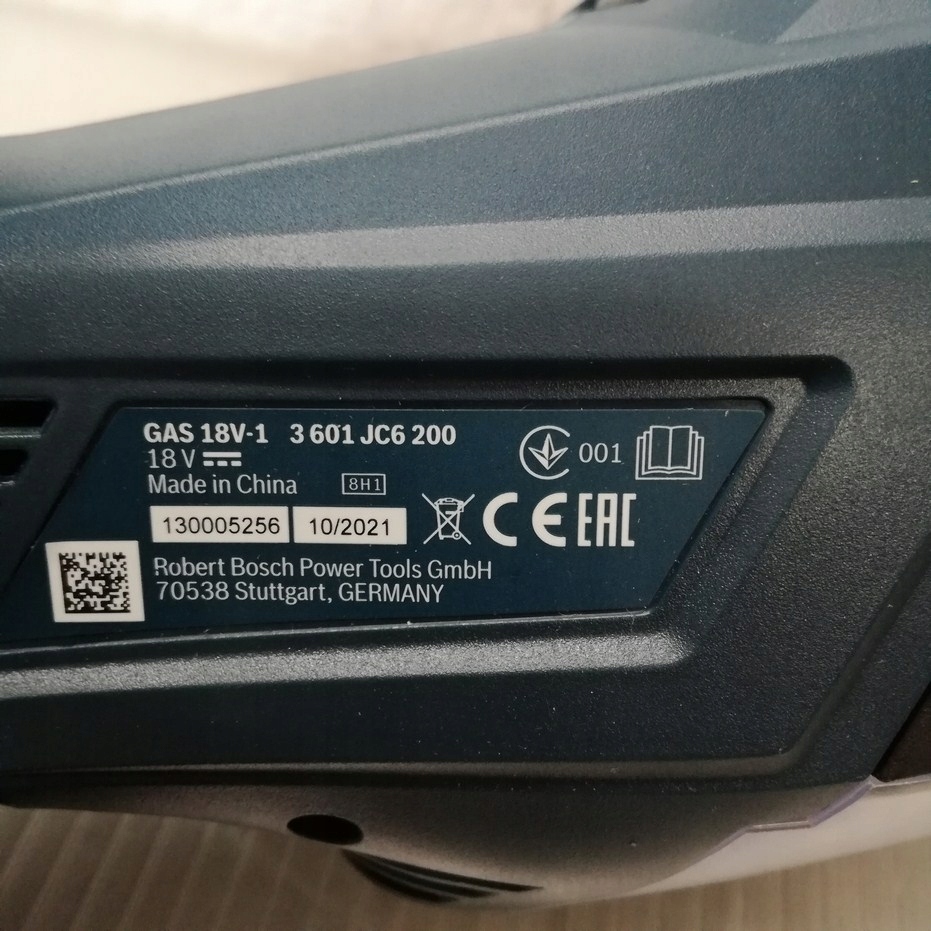 GAS 18V-1 3 601 JC6 200
18 V
Made in China 8H1
001
130005256 10/2021
CE EAC
Robert Bosch Power Tools GmbH
70538 Stuttgart, GERMANY